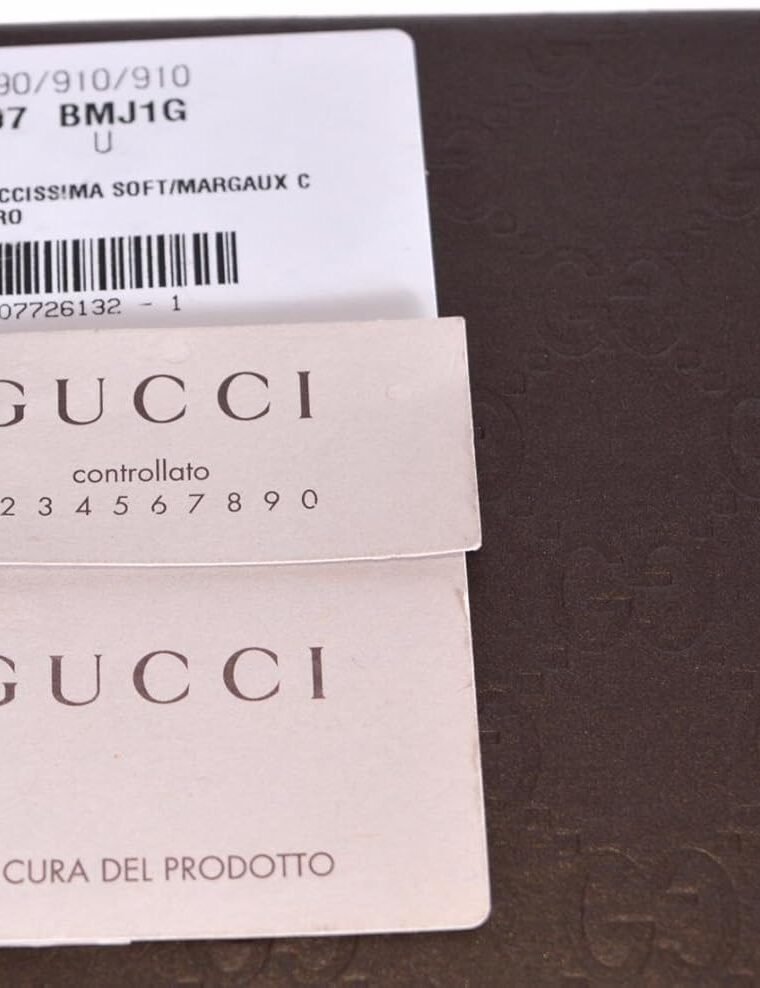 90/910/910
97 BMJ1G
U
CCISSIMA SOFT/MARGAUX C
RO
07726132 - 1
GUCCI
controllato
2 3 4 5 6 7 8 9 0
GUCCI
CURA DEL PRODOTTO